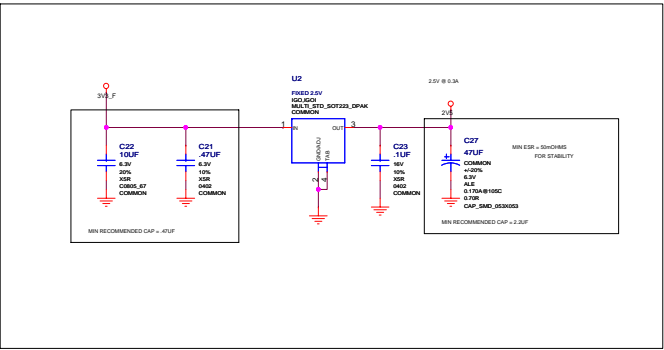 U2
FIXED 2.5V
IGO,IGOI
MULTI_STD_SOT223_DPAK
COMMON
2.5V @ 0.3A
3V3_F
2V5
1
IN
OUT
3
GND/ADJ
TAB
2
4
C22
10UF
6.3V
20%
X5R
C0805_67
COMMON
C21
.47UF
6.3V
10%
X5R
0402
COMMON
C23
.1UF
16V
10%
X5R
0402
COMMON
C27
47UF
COMMON
+/-20%
6.3V
ALE
0.170A@105C
0.70R
CAP_SMD_053X053
MIN ESR = 50mOHMS
FOR STABILITY
MIN RECOMMENDED CAP = .47UF
MIN RECOMMENDED CAP = 2.2UF